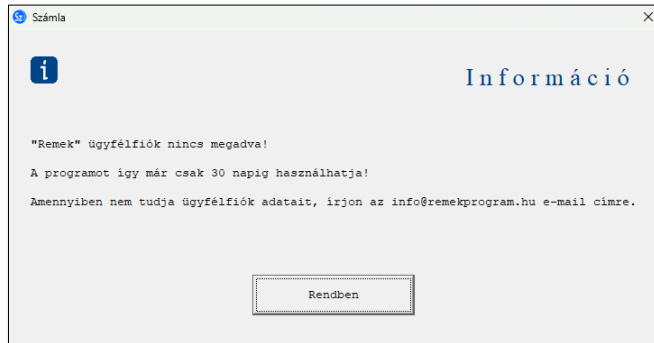 Sz Számla
i
Információ
"Remek" ügyfélfiók nincs megadva!
A programot így már csak 30 napig használhatja!
Amennyiben nem tudja ügyfélfiók adatait, írjon az info@remekprogram.hu e-mail címre.
Rendben